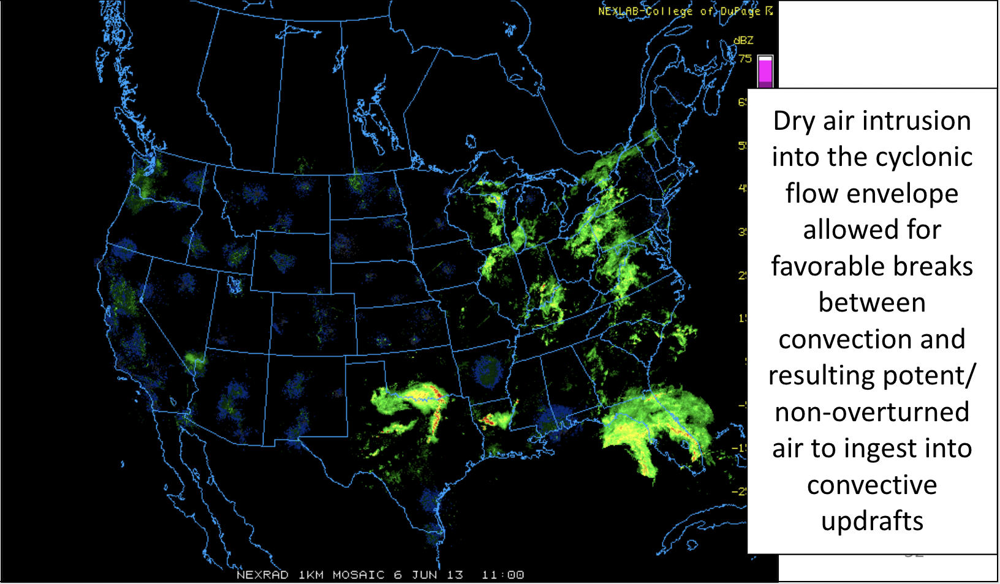 NEXLAB-College of DuPage
dBZ
75
Dry air intrusion
into the cyclonic
flow envelope
allowed for
favorable breaks
between
convection and
resulting potent/
non-overturned
air to ingest into
convective
updrafts
NEXRAD 1KM MOSAIC 6 JUN 13 11:00